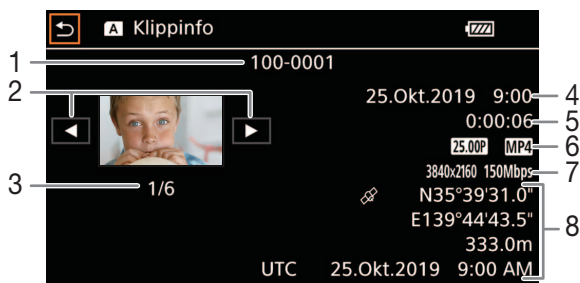 A Klippinfo
1 100-0001
2
25.Okt.2019 9:00 4
0:00:06 5
25.00P MP4 6
3840x2160 150Mbps 7
3 1/6
N35°39'31.0"
E139°44'43.5" 8
333.0m
UTC 25.Okt.2019 9:00 AM